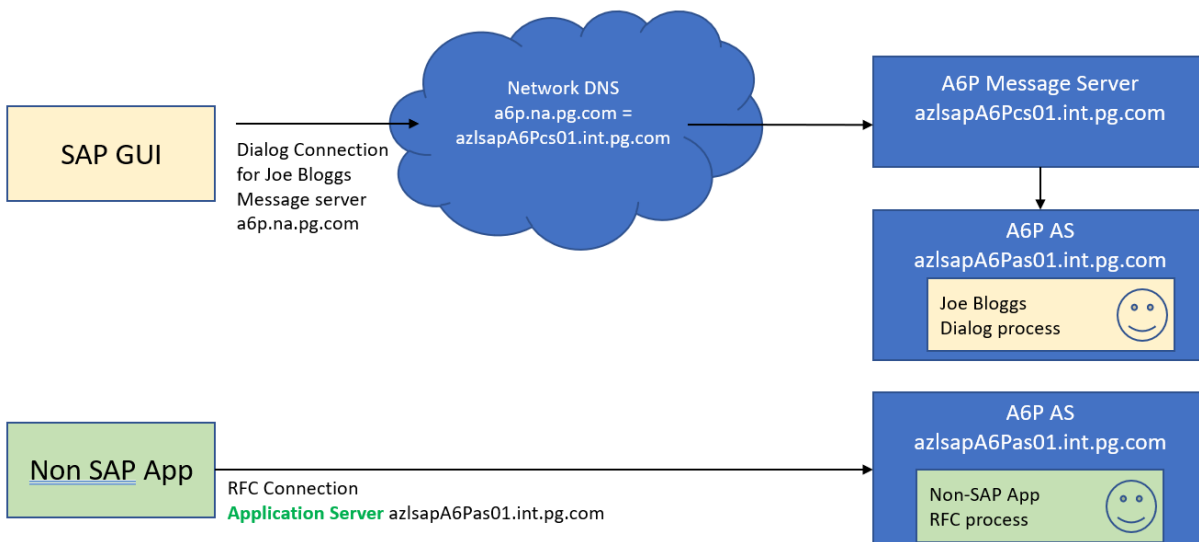 SAP GUI
Dialog Connection
for Joe Bloggs
Message server
a6p.na.pg.com
Network DNS
a6p.na.pg.com =
azlsapA6Pcs01.int.pg.com
A6P Message Server
azlsapA6Pcs01.int.pg.com
A6P AS
azlsapA6Pas01.int.pg.com
Joe Bloggs
Dialog process
Non SAP App
RFC Connection
Application Server azlsapA6Pas01.int.pg.com
A6P AS
azlsapA6Pas01.int.pg.com
Non-SAP App
RFC process